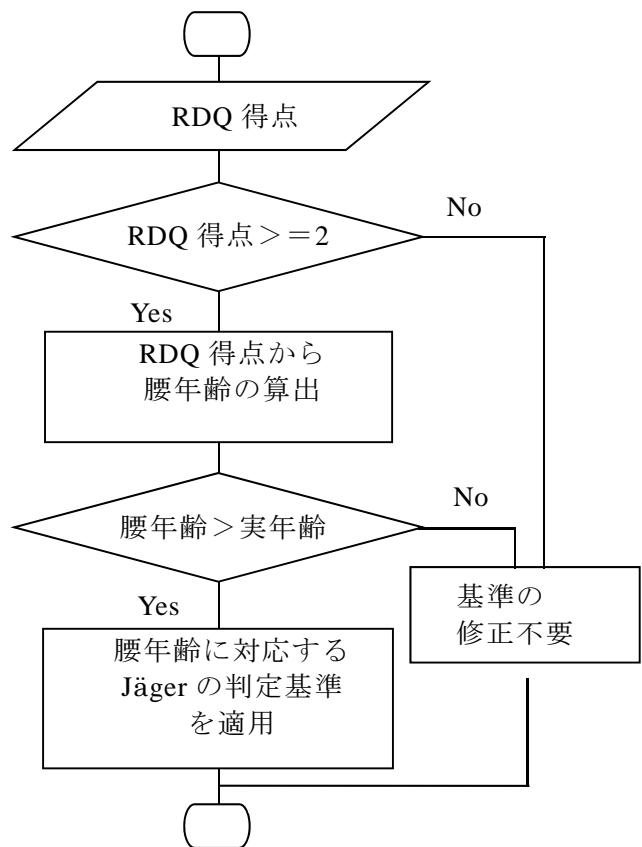 RDQ 得点
RDQ 得点＞＝2
No
Yes
RDQ 得点から
腰年齢の算出
腰年齢＞実年齢
No
Yes
基準の
修正不要
腰年齢に対応する
Jäger の判定基準
を適用